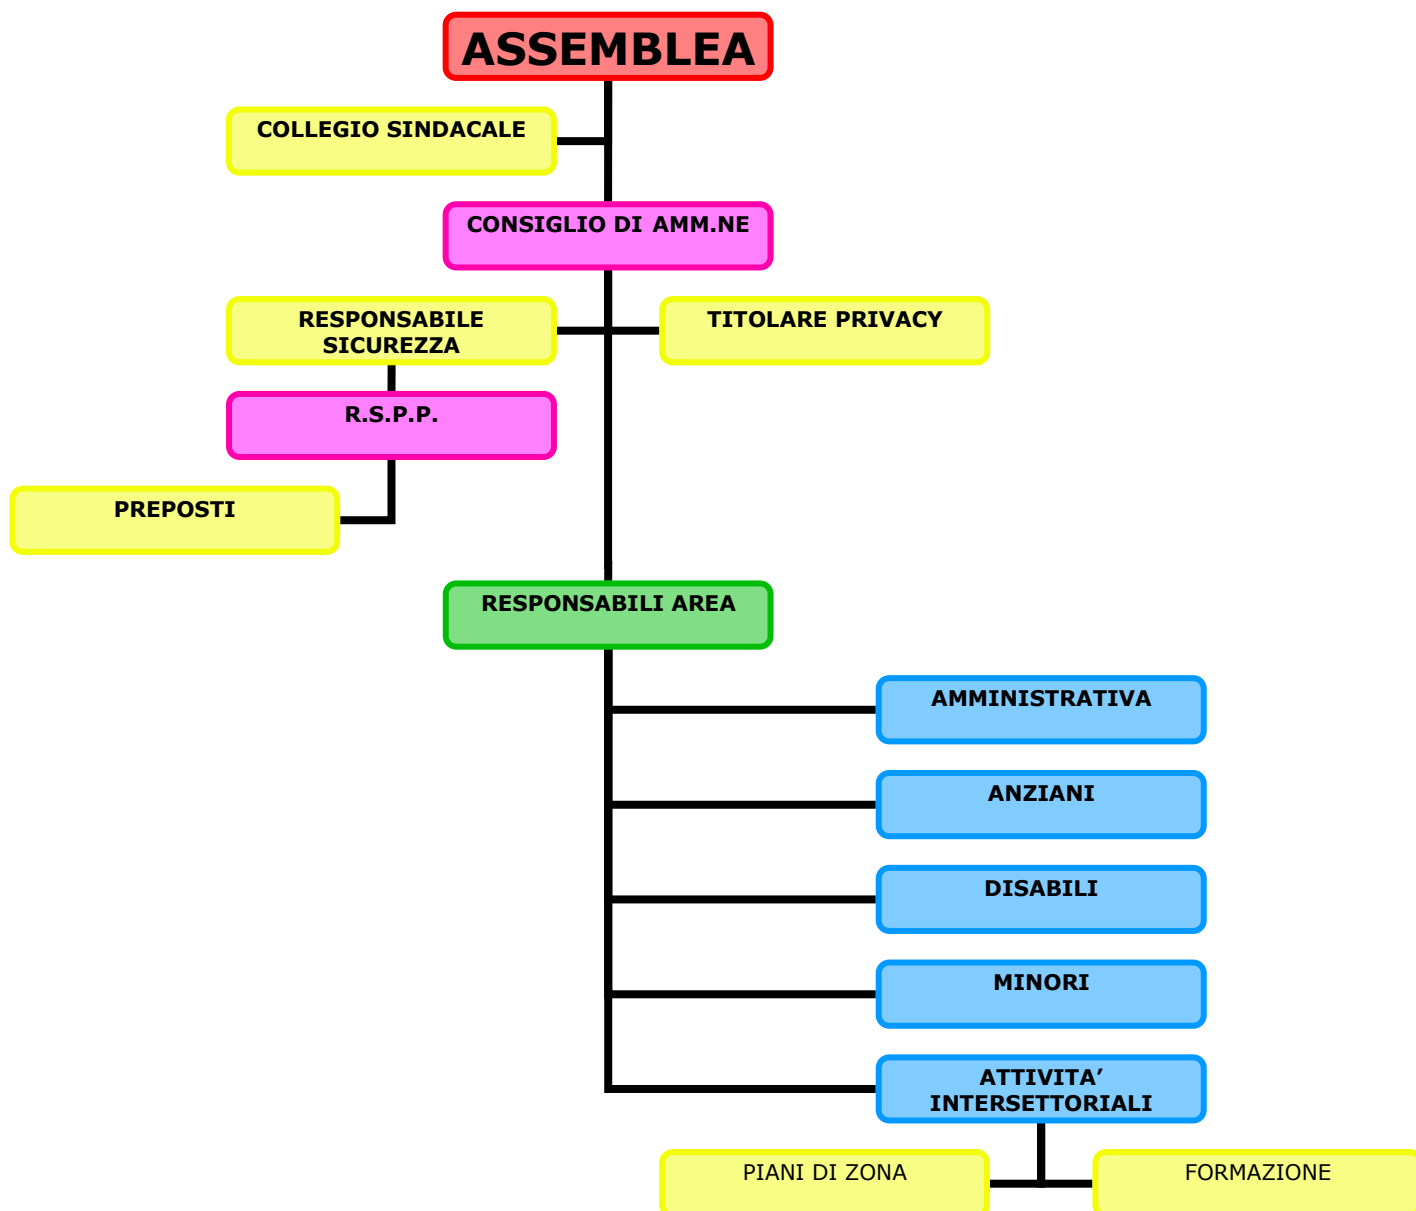 ASSEMBLEA
COLLEGIO SINDACALE
CONSIGLIO DI AMM.NE
RESPONSABILE
SICUREZZA
TITOLARE PRIVACY
R.S.P.P.
PREPOSTI
RESPONSABILI AREA
AMMINISTRATIVA
ANZIANI
DISABILI
MINORI
ATTIVITA’
INTERSETTORIALI
PIANI DI ZONA
FORMAZIONE